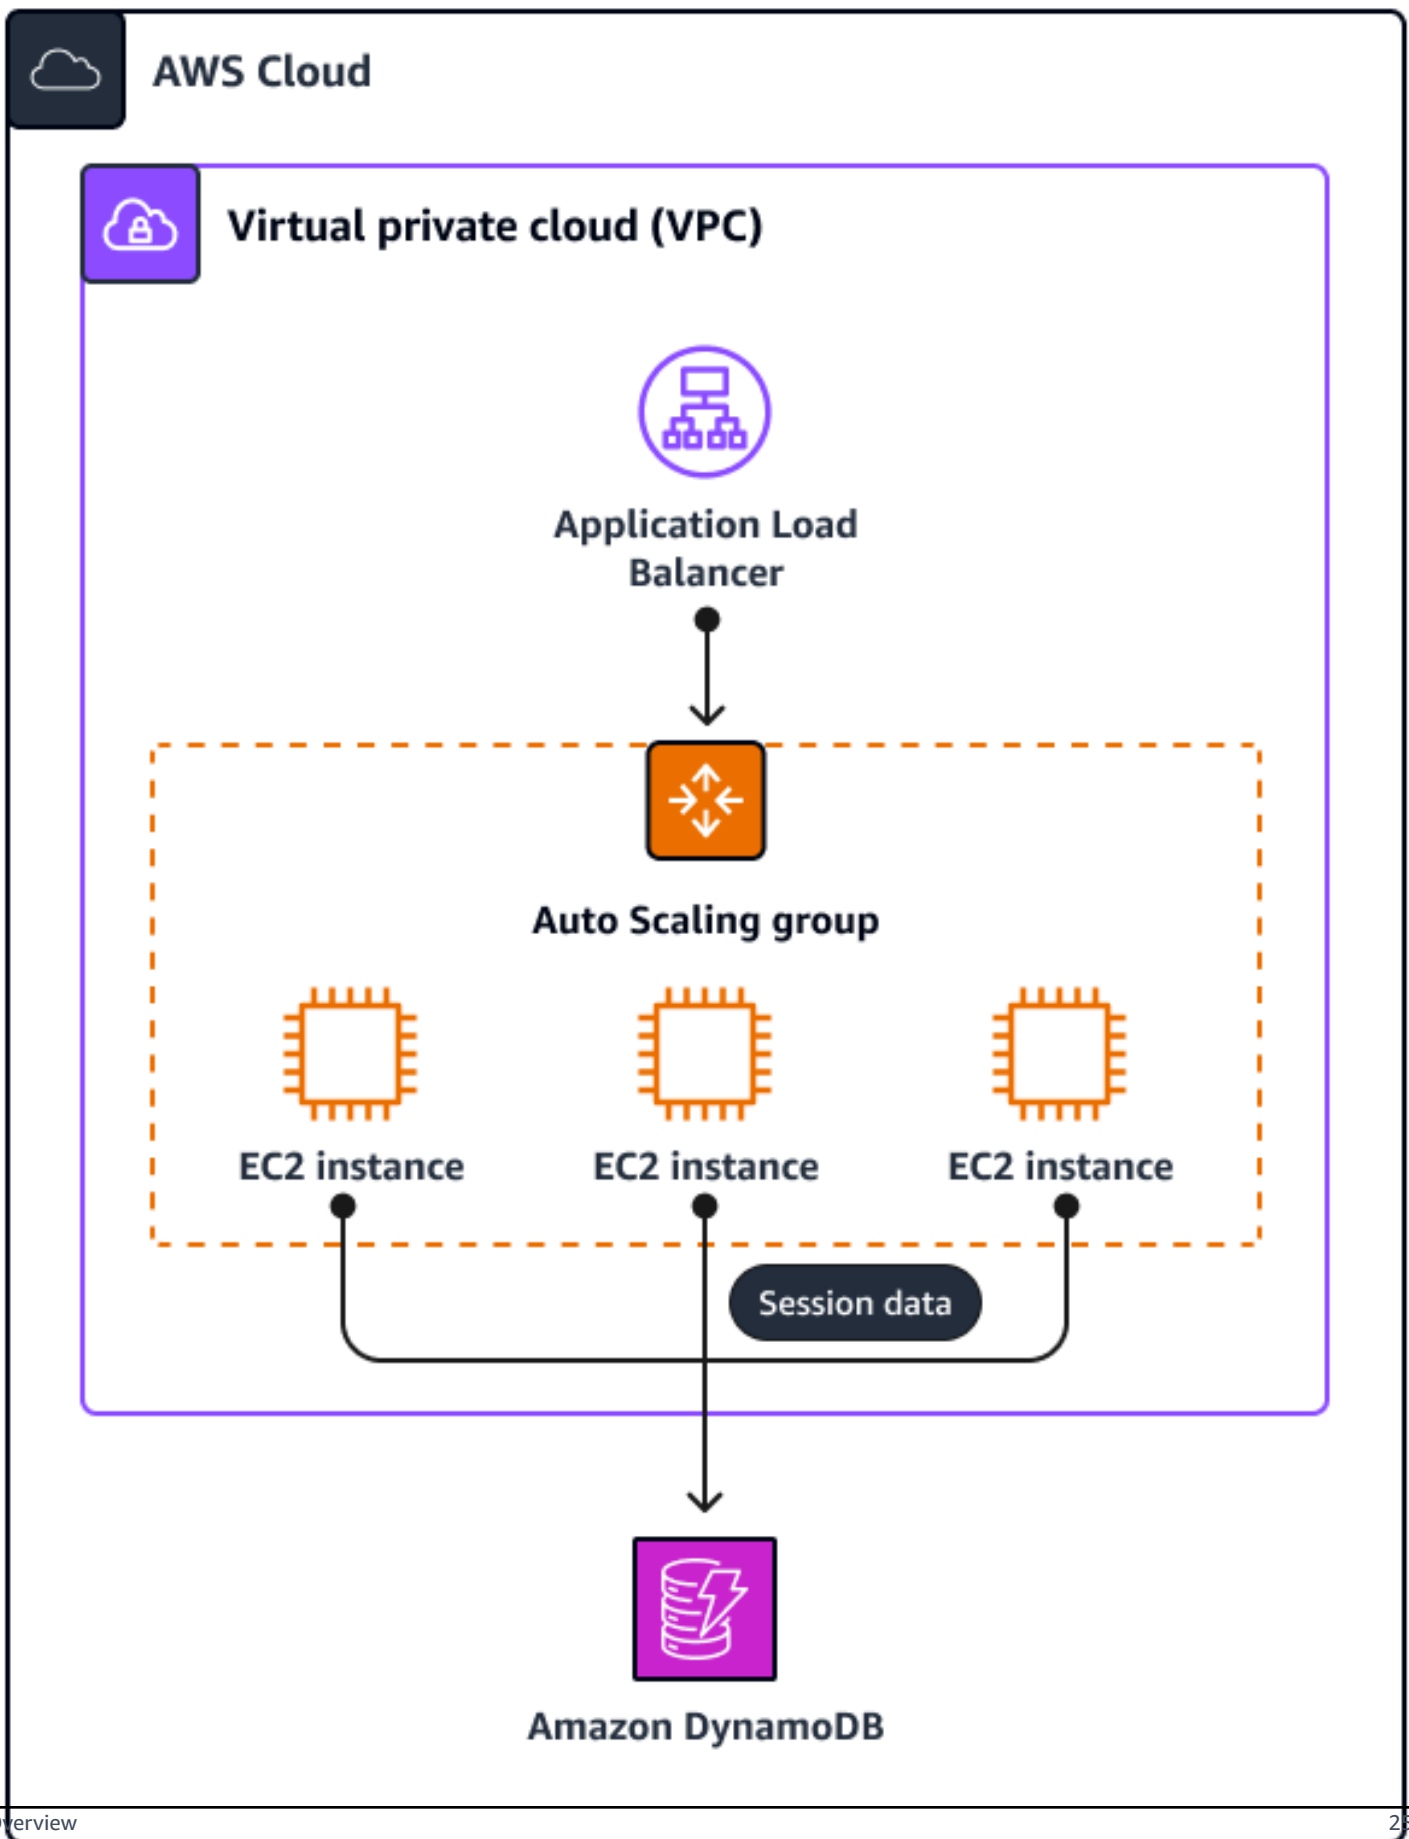 AWS Cloud
Virtual private cloud (VPC)
Application Load
Balancer
Auto Scaling group
EC2 instance EC2 instance EC2 instance
Session data
Amazon DynamoDB